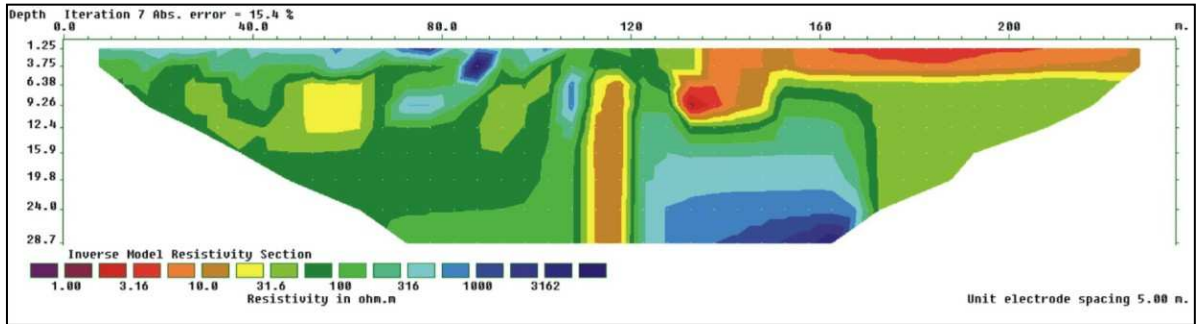 Depth Iteration 7 Abs. error = 15.4 %
0.0 40.0 80.0 120 160 200 m.
1.25
3.75
6.38
9.26
12.4
15.9
19.8
24.0
28.7
Inverse Model Resistivity Section
1.00 3.16 10.0 31.6 100 316 1000 3162
Resistivity in ohm.m Unit electrode spacing 5.00 m.